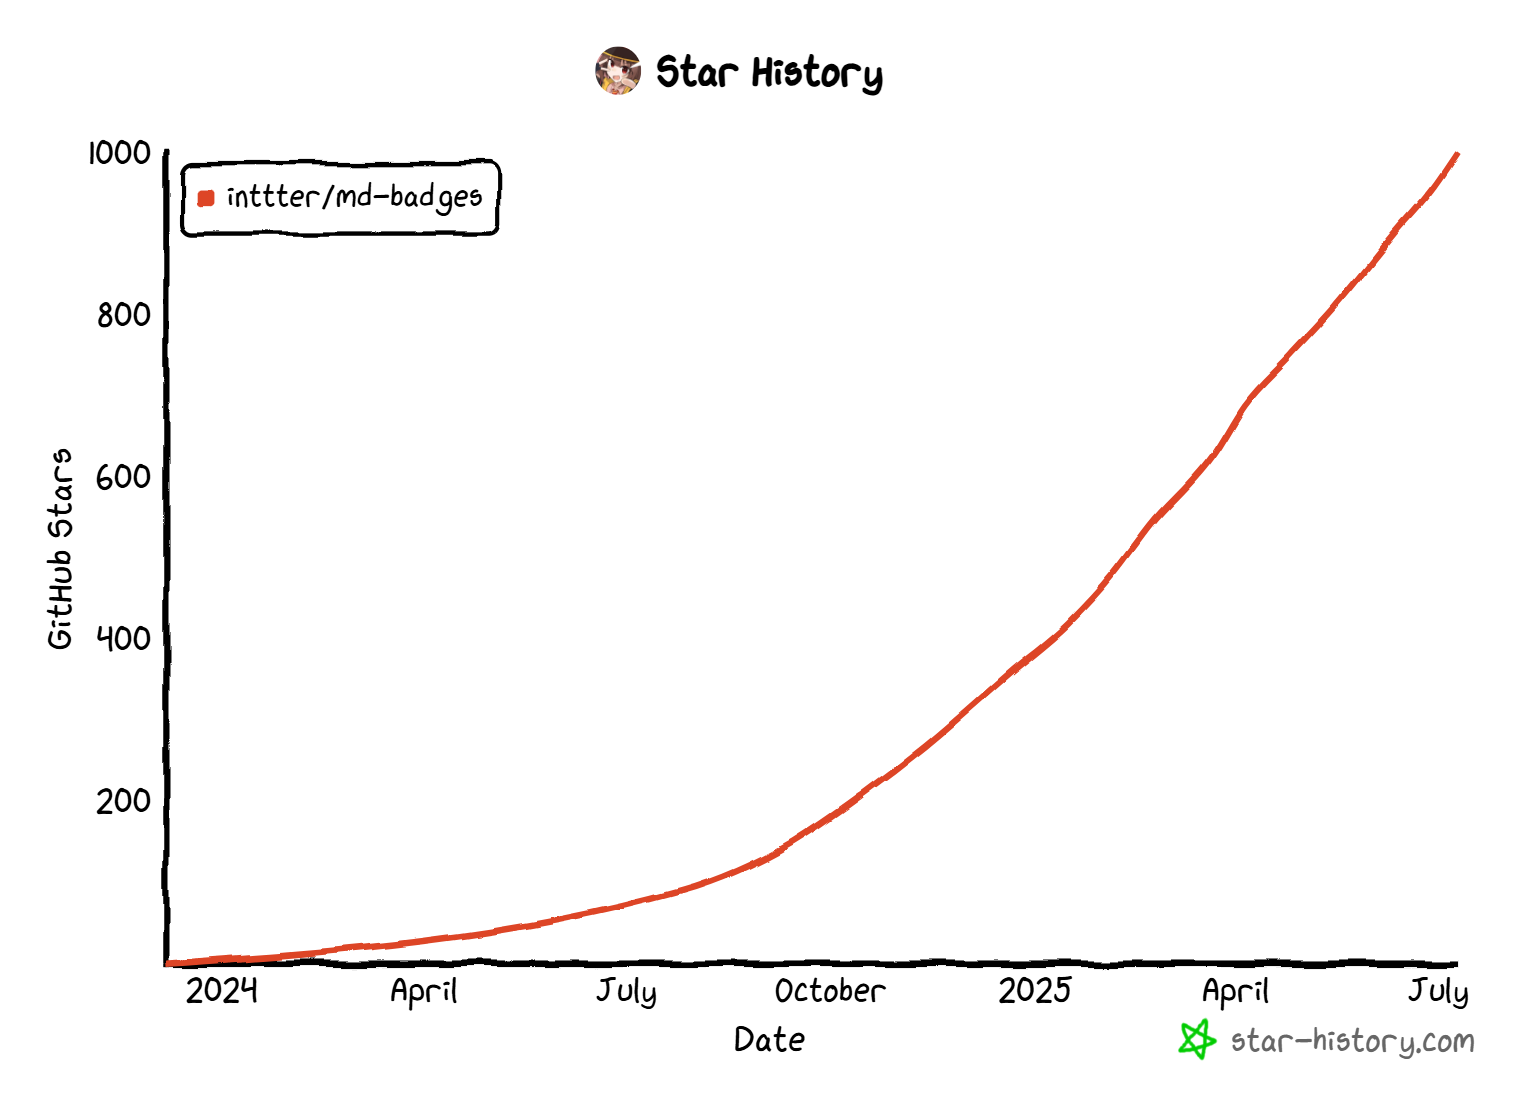 Star History
inttter/md-badges
1000
800
600
400
200
GitHub Stars
2024 April July October 2025 April July
Date
star-history.com